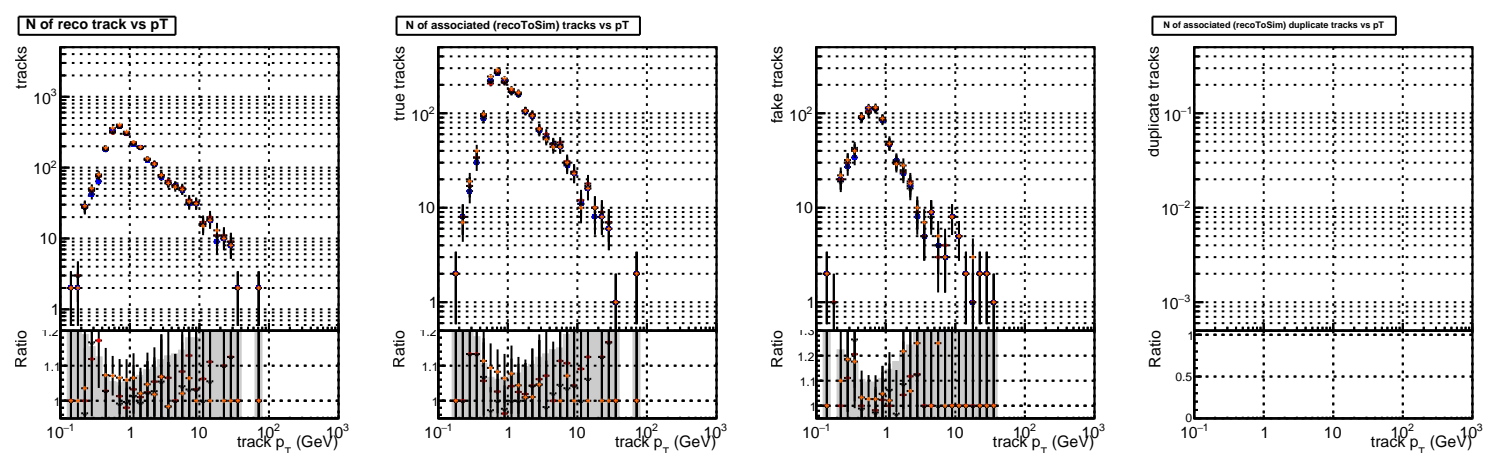 N of reco track vs pT
N of associated (recoToSim) tracks vs pT
N of associated (recoToSim) duplicate tracks vs pT
tracks
10³
10²
10
1
Ratio
1.2
1.1
1
10⁻¹ 1 10 10² 10³
track p_T (GeV)
true tracks
10²
10
1
Ratio
1.2
1.1
1
10⁻¹ 1 10 10² 10³
track p_T (GeV)
fake tracks
10²
10
1
Ratio
1.3
1.2
1.1
1
10⁻¹ 1 10 10² 10³
track p_T (GeV)
duplicate tracks
10⁻¹
10⁻²
10⁻³
Ratio
1
0.5
0
10⁻¹ 1 10 10² 10³
track p_T (GeV)